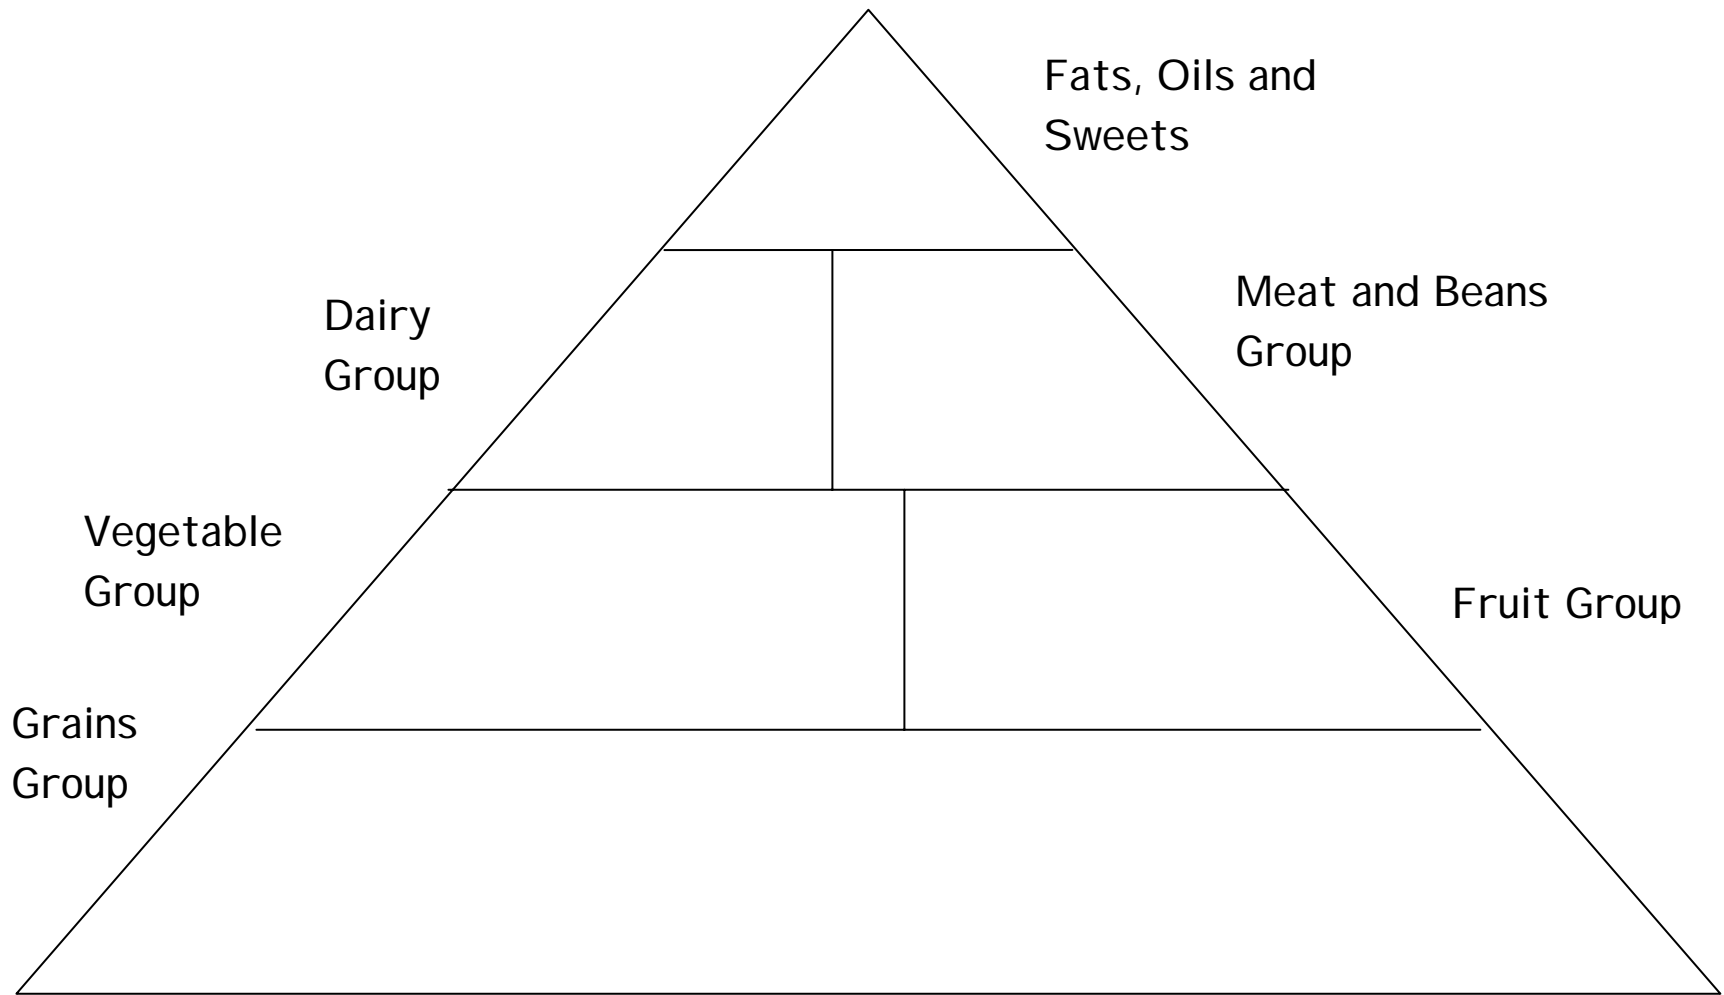 Fats, Oils and
Sweets
Meat and Beans
Group
Dairy
Group
Vegetable
Group
Fruit Group
Grains
Group